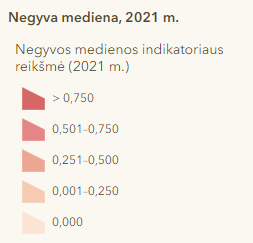 Negyva mediena, 2021 m.
Negyvos medienos indikatoriaus
reikšmė (2021 m.)
> 0,750
0,501–0,750
0,251–0,500
0,001–0,250
0,000